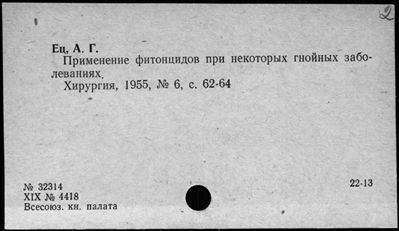 2
Ец, А. Г.
Применение фитонцидов при некоторых гнойных забо-
леваниях.
Хирургия, 1955, № 6, с. 62-64
№ 32314
XIX № 4418
Всесоюз. кн. палата
22-13